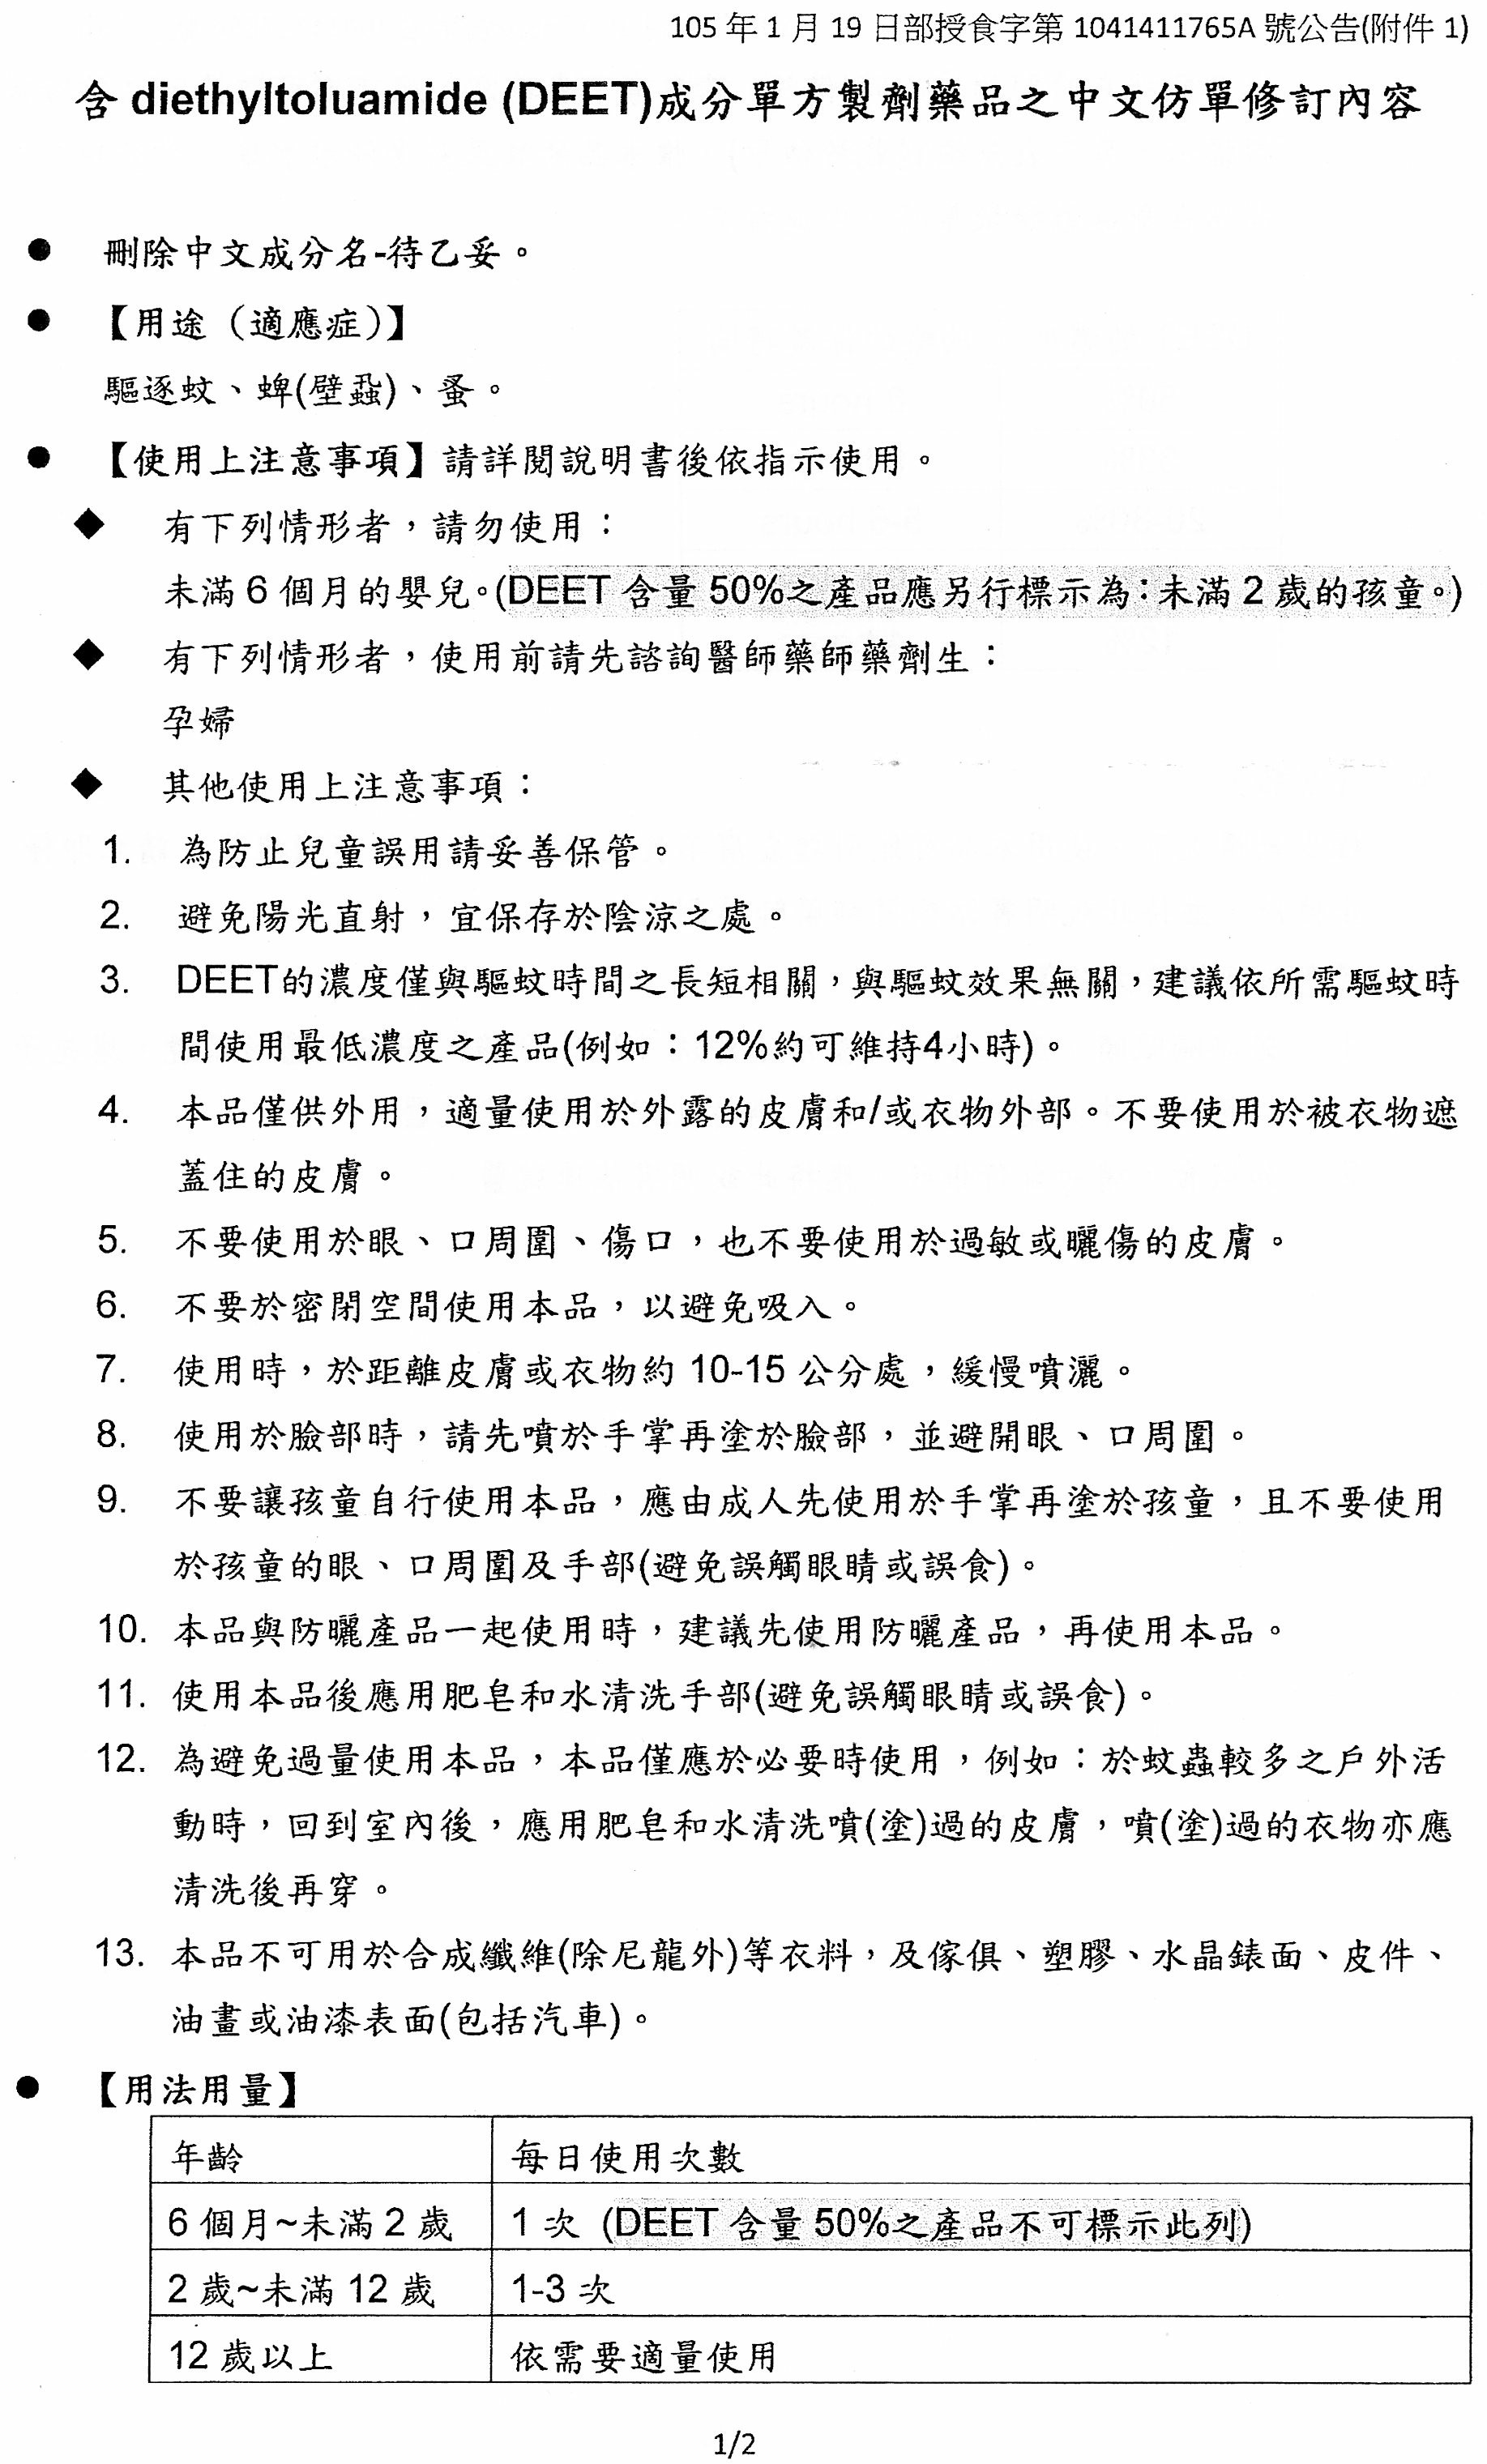 105 年 1 月 19 日部授食字第 1041411765A 號公告(附件 1)
含 diethyltoluamide (DEET)成分單方製劑藥品之中文仿單修訂內容
● 刪除中文成分名-待乙妥。
● 【用途（適應症)】
驅逐蚊、蜱(壁蝨)、蚤。
● 【使用上注意事項】請詳閱說明書後依指示使用。
◆ 有下列情形者，請勿使用：
未滿 6 個月的嬰兒。(DEET 含量 50%之產品應另行標示為：未滿 2 歲的孩童。)
◆ 有下列情形者，使用前請先諮詢醫師藥師藥劑生：
孕婦
◆ 其他使用上注意事項：
1. 為防止兒童誤用請妥善保管。
2. 避免陽光直射，宜保存於陰涼之處。
3. DEET的濃度僅與驅蚊時間之長短相關，與驅蚊效果無關，建議依所需驅蚊時
間使用最低濃度之產品(例如：12%約可維持4小時)。
4. 本品僅供外用，適量使用於外露的皮膚和/或衣物外部。不要使用於被衣物遮
蓋住的皮膚。
5. 不要使用於眼、口周圍、傷口，也不要使用於過敏或曬傷的皮膚。
6. 不要於密閉空間使用本品，以避免吸入。
7. 使用時，於距離皮膚或衣物約 10-15 公分處，緩慢噴灑。
8. 使用於臉部時，請先噴於手掌再塗於臉部，並避開眼、口周圍。
9. 不要讓孩童自行使用本品，應由成人先使用於手掌再塗於孩童，且不要使用
於孩童的眼、口周圍及手部(避免誤觸眼睛或誤食)。
10. 本品與防曬產品一起使用時，建議先使用防曬產品，再使用本品。
11. 使用本品後應用肥皂和水清洗手部(避免誤觸眼睛或誤食)。
12. 為避免過量使用本品，本品僅應於必要時使用，例如：於蚊蟲較多之戶外活
動時，回到室內後，應用肥皂和水清洗噴(塗)過的皮膚，噴(塗)過的衣物亦應
清洗後再穿。
13. 本品不可用於合成纖維(除尼龍外)等衣料，及傢俱、塑膠、水晶錶面、皮件、
油畫或油漆表面(包括汽車)。
● 【用法用量】
年齡 每日使用次數
6 個月~未滿 2 歲 1 次 (DEET 含量 50%之產品不可標示此列)
2 歲~未滿 12 歲 1-3 次
12 歲以上 依需要適量使用
1/2